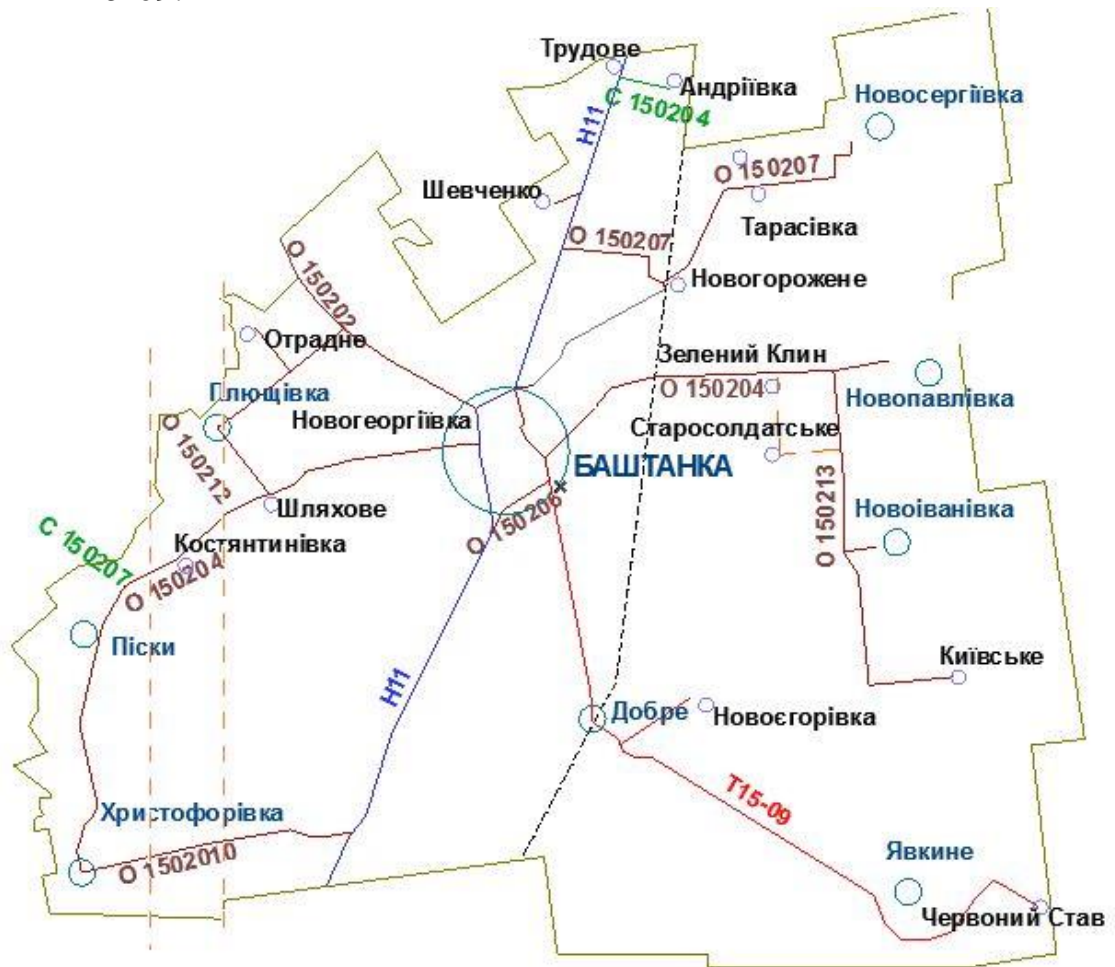 Трудове
Андріївка
С 150204
Новосергіївка
Н11
О 150207
Шевченко
Тарасівка
О 150207
Новогорожене
О 150202
Отрадне
Зелений Клин
О 150204
Плющівка
Новопавлівка
Новогеоргіївка
Старосолдатське
БАШТАНКА
О 150212
О 150206
О 150213
Шляхове
Новоіванівка
Костянтинівка
С 150207
О 150204
Піски
Київське
Н11
Добре
Новоєгорівка
Т15-09
Христофорівка
О 1502010
Явкине
Червоний Став